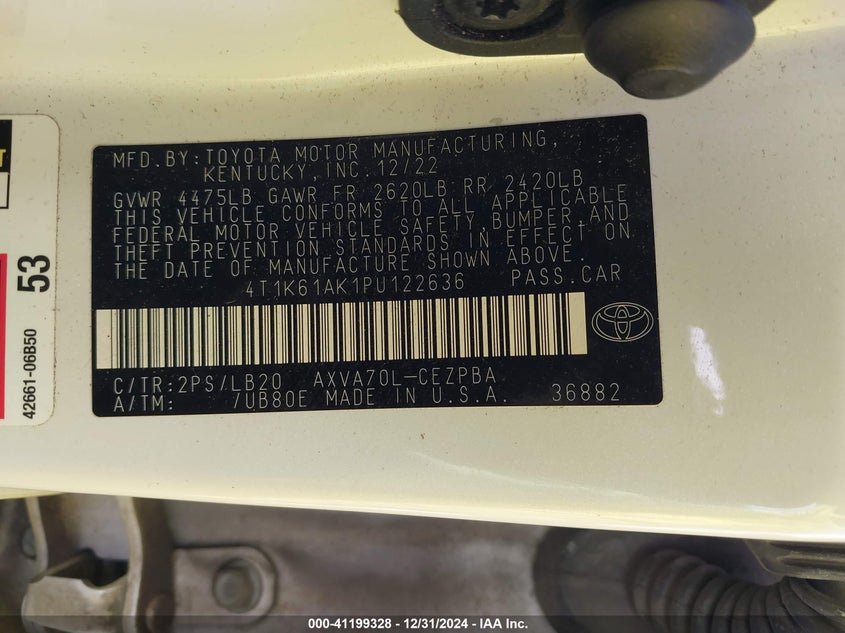 MFD.BY:TOYOTA MOTOR MANUFACTURING,
KENTUCKY,INC.12/22
GVWR 4475LB GAWR FR 2620LB RR 2420LB
THIS VEHICLE CONFORMS TO ALL APPLICABLE
FEDERAL MOTOR VEHICLE SAFETY,BUMPER,AND
THEFT PREVENTION STANDARDS IN EFFECT ON
THE DATE OF MANUFACTURE SHOWN ABOVE.
4T1K61AK1PU122636 PASS.CAR
C/TR:2PS/LB20 AXVA70L-CEZPBA
A/TM: /UB80E MADE IN U.S.A. 36882
53
42661-06B50
000-41199328 - 12/31/2024 - IAA Inc.